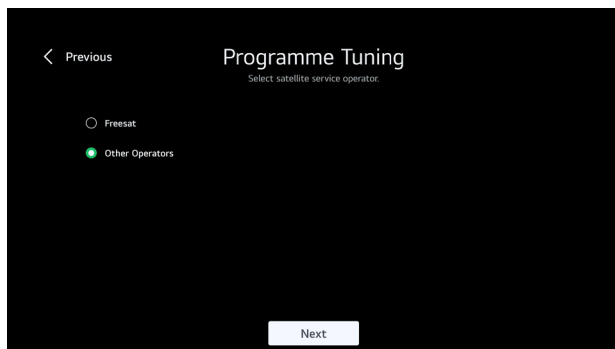 Previous
Programme Tuning
Select satellite service operator.
Freesat
Other Operators
Next